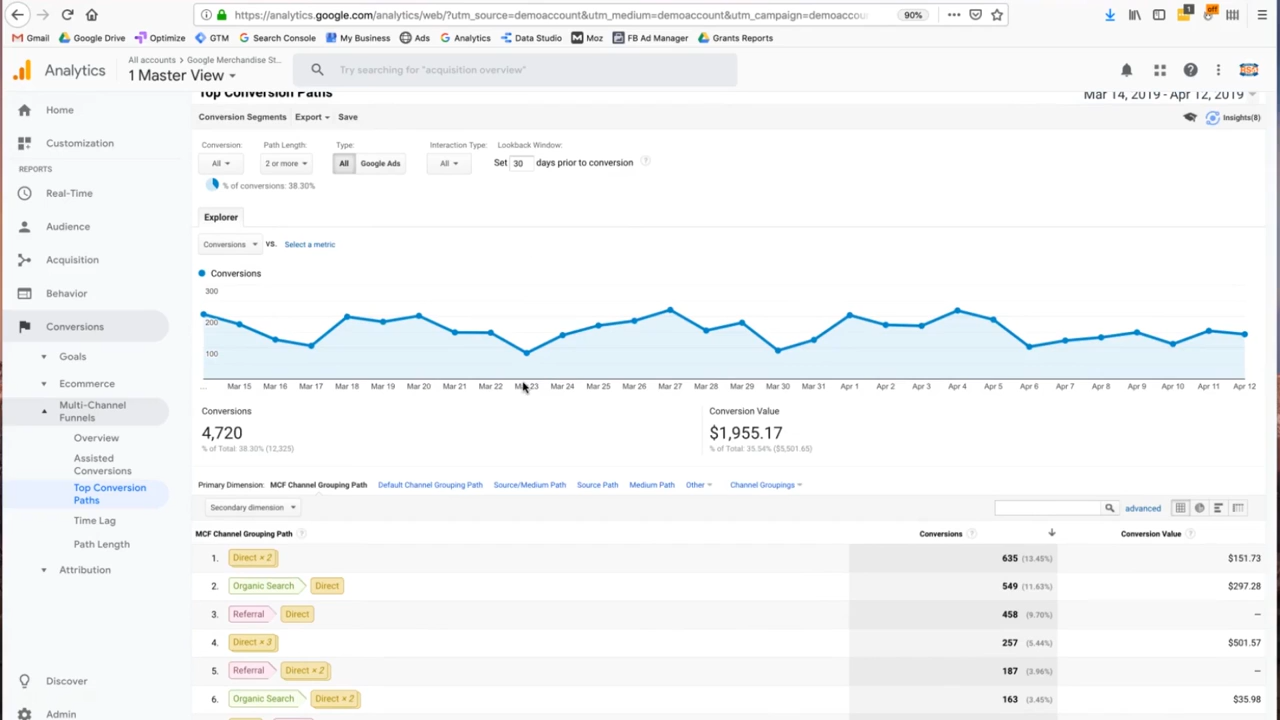 https://analytics.google.com/analytics/web/?utm_source=demoaccount&utm_medium=demoaccount&utm_campaign=demoaccou
90%
1
off
Gmail Google Drive Optimize GTM Search Console My Business Ads Analytics Data Studio Moz FB Ad Manager Grants Reports
Analytics
All accounts > Google Merchandise St...
1 Master View
Try searching for "acquisition overview"
Top Conversion Paths
Mar 14, 2019 - Apr 12, 2019
Home
Customization
REPORTS
Real-Time
Audience
Acquisition
Behavior
Conversions
Goals
Ecommerce
Multi-Channel
Funnels
Overview
Assisted
Conversions
Top Conversion
Paths
Time Lag
Path Length
Attribution
Discover
Admin
Conversion Segments Export Save
Insights(8)
Conversion: Path Length: Type: Interaction Type: Lookback Window:
All 2 or more All Google Ads All Set 30 days prior to conversion ?
% of conversions: 38.30%
Explorer
Conversions VS. Select a metric
Conversions
300
200
100
... Mar 15 Mar 16 Mar 17 Mar 18 Mar 19 Mar 20 Mar 21 Mar 22 Mar 23 Mar 24 Mar 25 Mar 26 Mar 27 Mar 28 Mar 29 Mar 30 Mar 31 Apr 1 Apr 2 Apr 3 Apr 4 Apr 5 Apr 6 Apr 7 Apr 8 Apr 9 Apr 10 Apr 11 Apr 12
Conversions
4,720
% of Total: 38.30% (12,325)
Conversion Value
$1,955.17
% of Total: 35.54% ($5,501.65)
Primary Dimension: MCF Channel Grouping Path Default Channel Grouping Path Source/Medium Path Source Path Medium Path Other Channel Groupings
Secondary dimension
advanced
MCF Channel Grouping Path ? Conversions ? Conversion Value ?
1. Direct × 2 635 (13.45%) $151.73
2. Organic Search Direct 549 (11.63%) $297.28
3. Referral Direct 458 (9.70%) –
4. Direct × 3 257 (5.44%) $501.57
5. Referral Direct × 2 187 (3.96%) –
6. Organic Search Direct × 2 163 (3.45%) $35.98